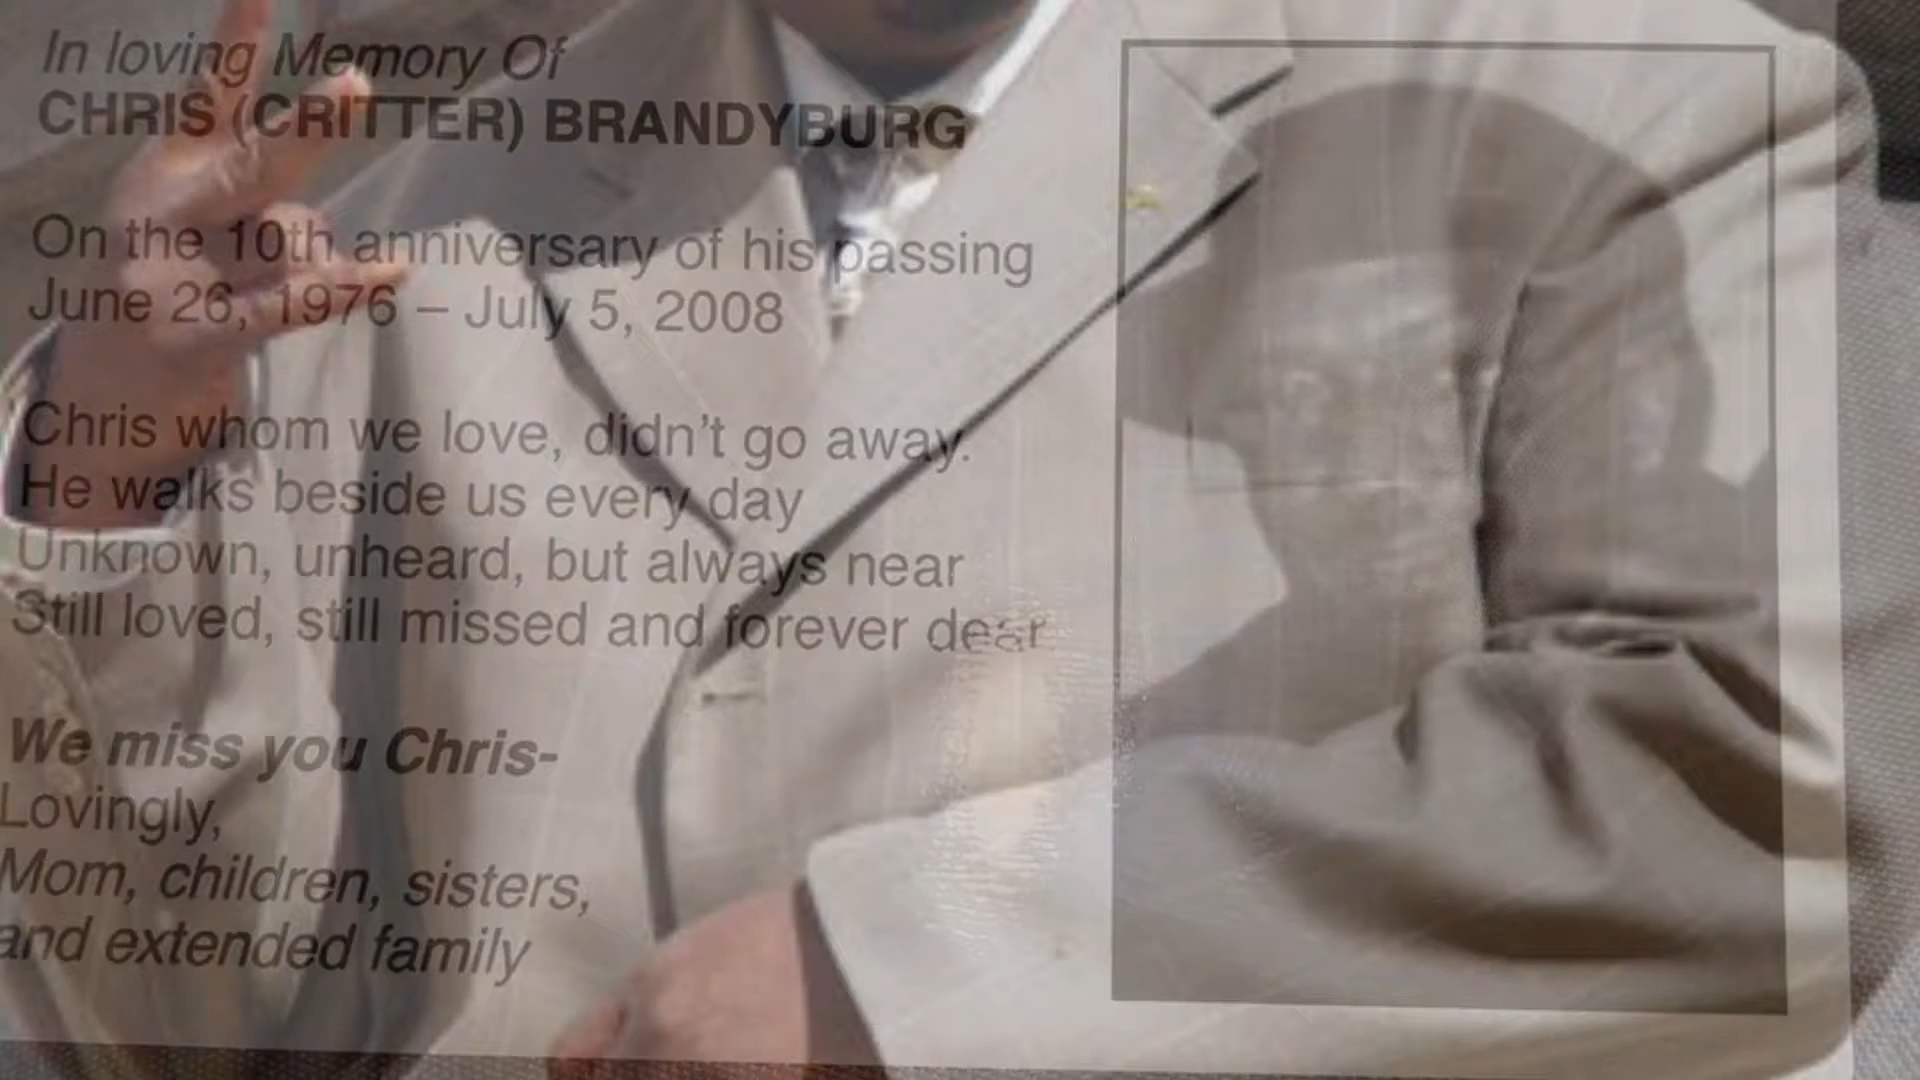 In loving Memory Of
CHRIS (CRITTER) BRANDYBURG
On the 10th anniversary of his passing
June 26, 1976 – July 5, 2008
Chris whom we love, didn't go away.
He walks beside us every day
Unknown, unheard, but always near
Still loved, still missed and forever dear
We miss you Chris-
Lovingly,
Mom, children, sisters,
and extended family